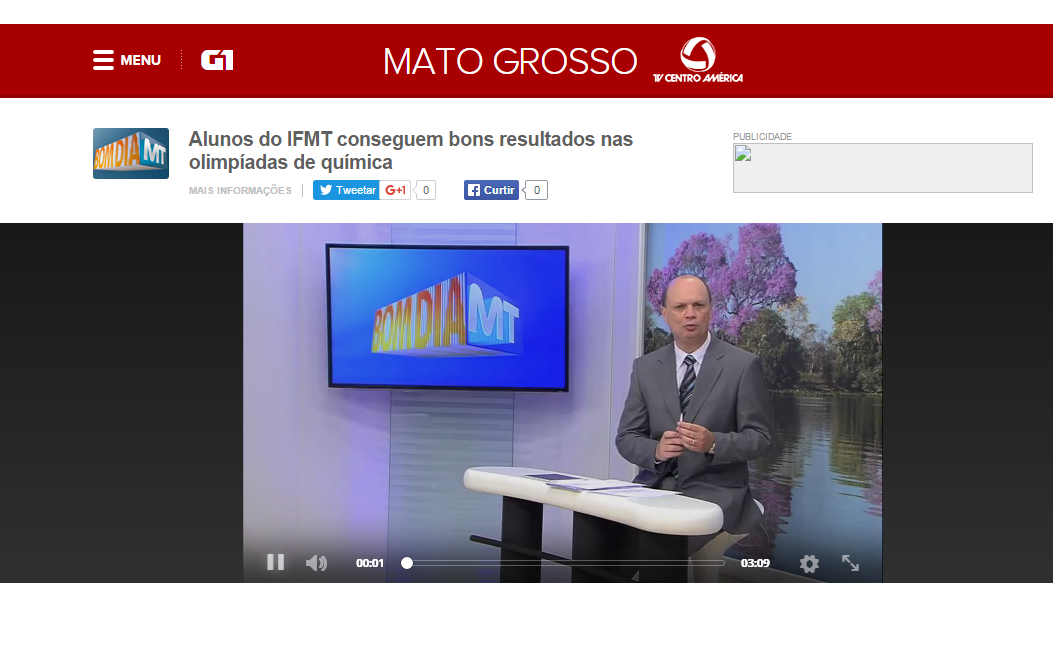 MENU
G1
MATO GROSSO
TV CENTRO AMÉRICA
BOM DIA MT
Alunos do IFMT conseguem bons resultados nas
olimpíadas de química
MAIS INFORMAÇÕES
Tweetar
G+1
0
Curtir
0
PUBLICIDADE
BOM DIA MT
00:01
03:09